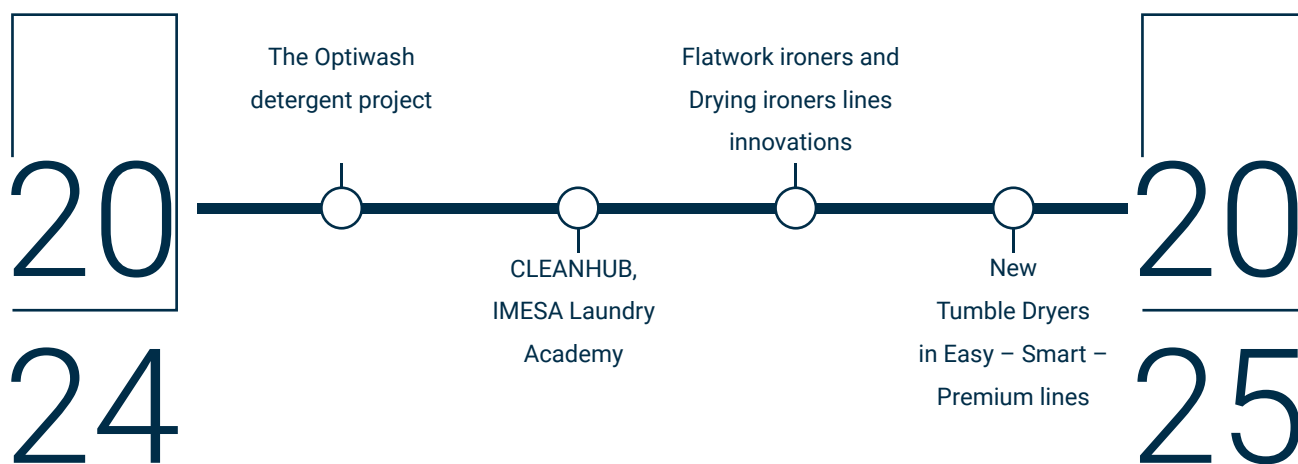 20
24
The Optiwash
detergent project
CLEANHUB,
IMESA Laundry
Academy
Flatwork ironers and
Drying ironers lines
innovations
New
Tumble Dryers
in Easy – Smart –
Premium lines
20
25